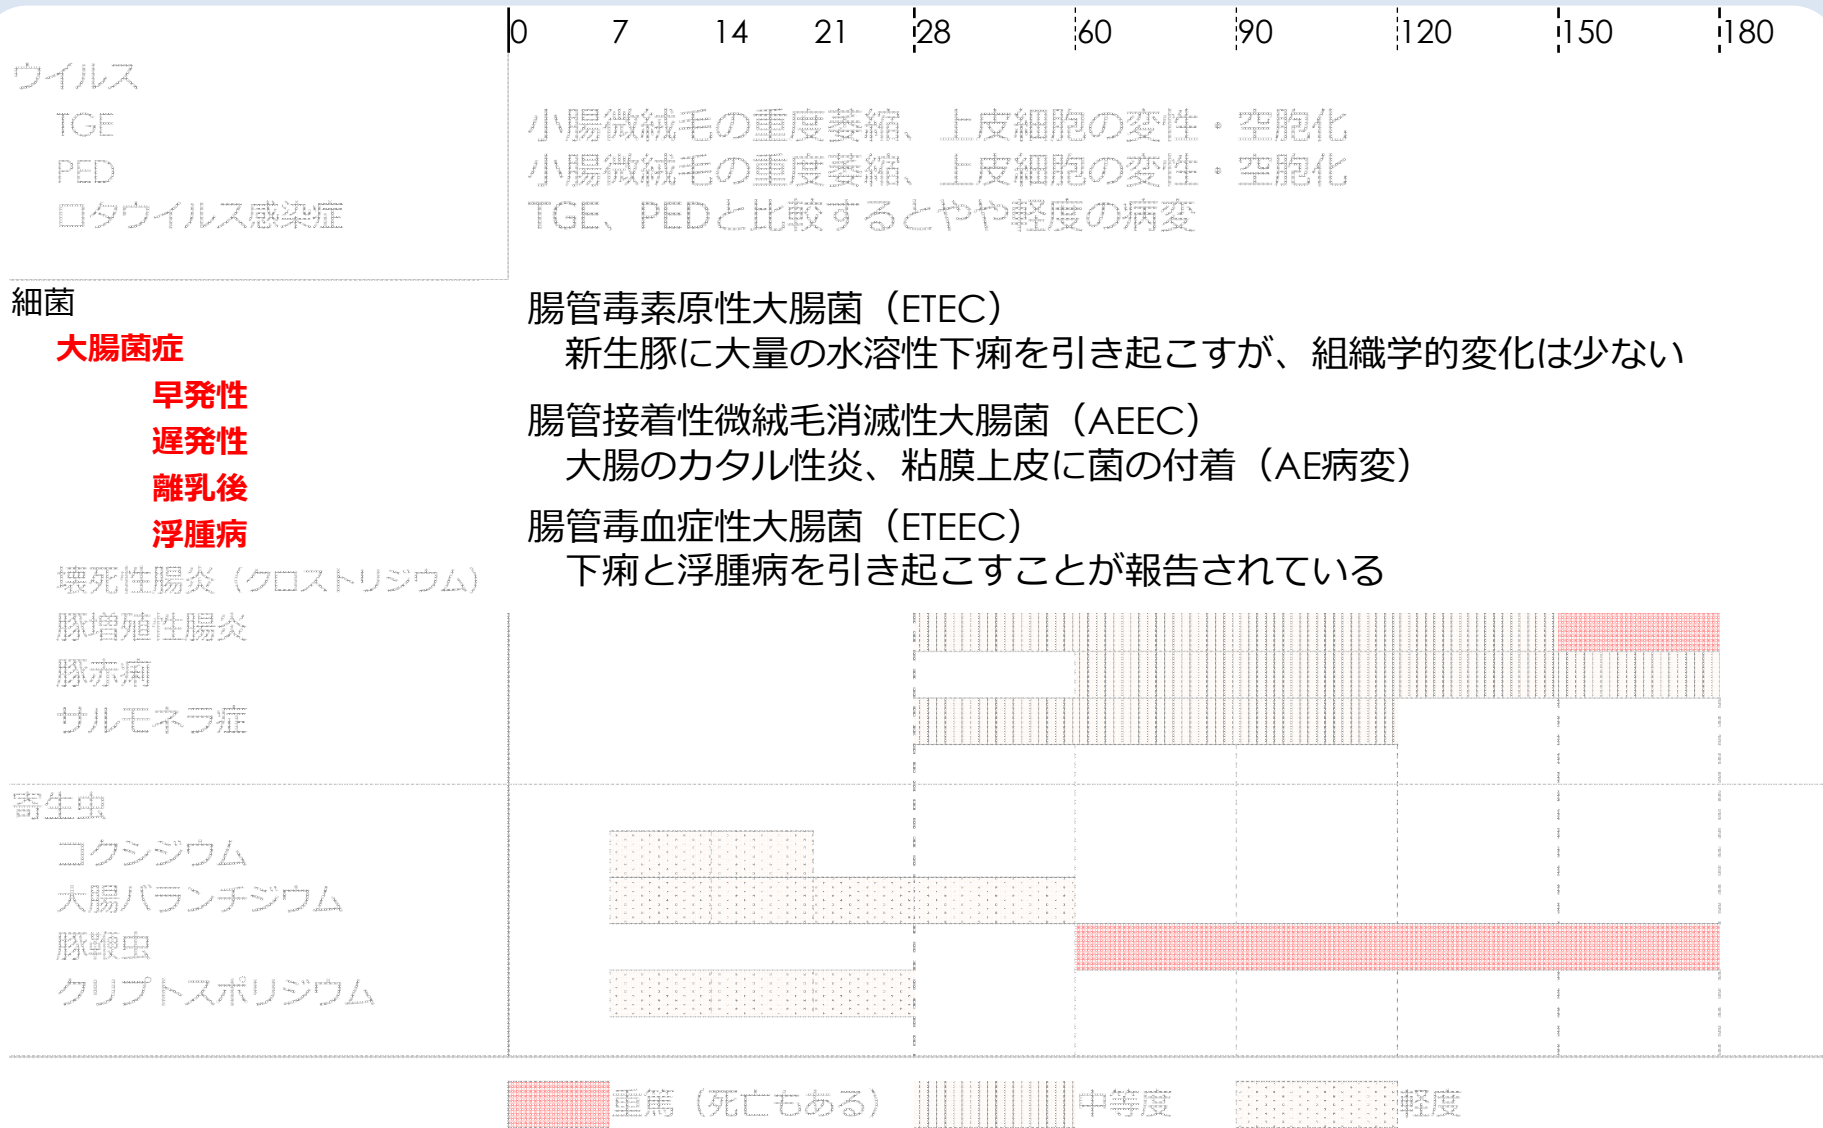 0 7 14 21 28 60 90 120 150 180
ウイルス
TGE 小腸微絨毛の重度萎縮、上皮細胞の変性・空胞化
PED 小腸微絨毛の重度萎縮、上皮細胞の変性・空胞化
ロタウイルス感染症 TGE、PEDと比較するとやや軽度の病変
細菌
腸管毒素原性大腸菌（ETEC）
大腸菌症
新生豚に大量の水溶性下痢を引き起こすが、組織学的変化は少ない
早発性
腸管接着性微絨毛消滅性大腸菌（AEEC）
遅発性
大腸のカタル性炎、粘膜上皮に菌の付着（AE病変）
離乳後
腸管毒血症性大腸菌（ETEEC）
浮腫病
下痢と浮腫病を引き起こすことが報告されている
壊死性腸炎（クロストリジウム）
豚増殖性腸炎
豚赤痢
サルモネラ症
寄生虫
コクシジウム
大腸バランチジウム
豚鞭虫
クリプトスポリジウム
重篤（死亡もある） 中等度 軽度